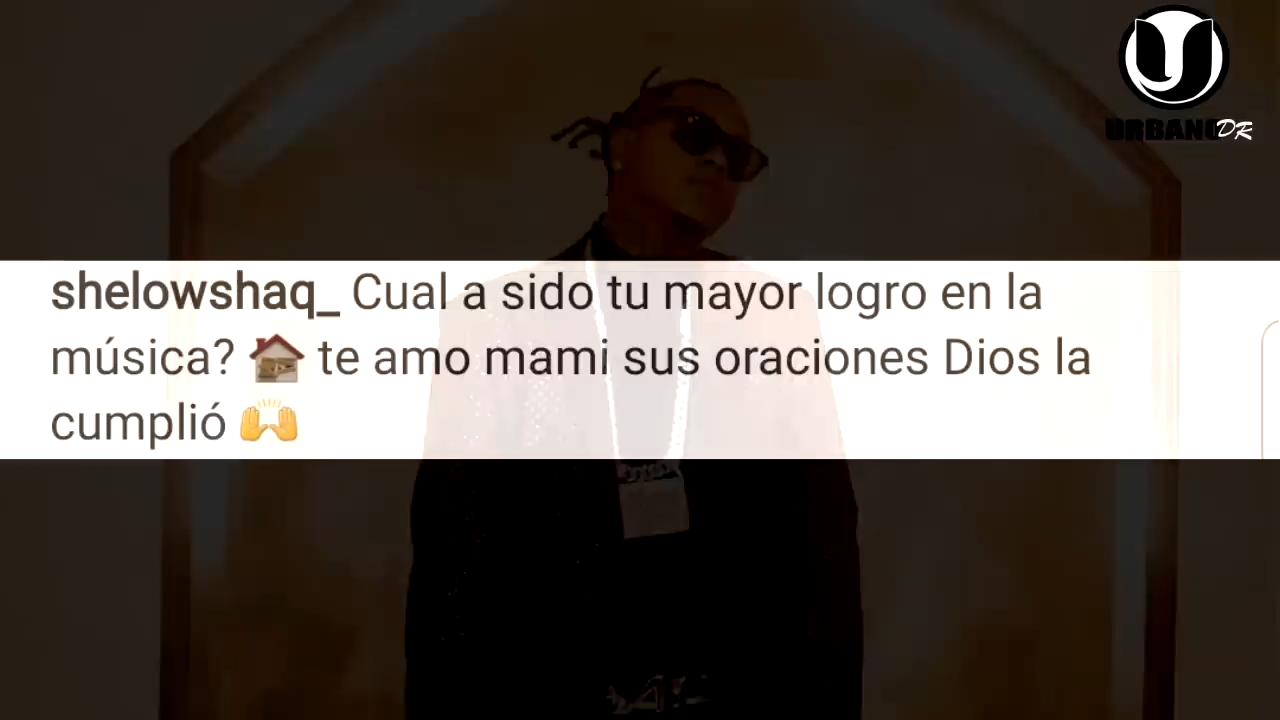 URBANO DR
shelowshaq_ Cual a sido tu mayor logro en la
música? 🏠 te amo mami sus oraciones Dios la
cumplió 🙌